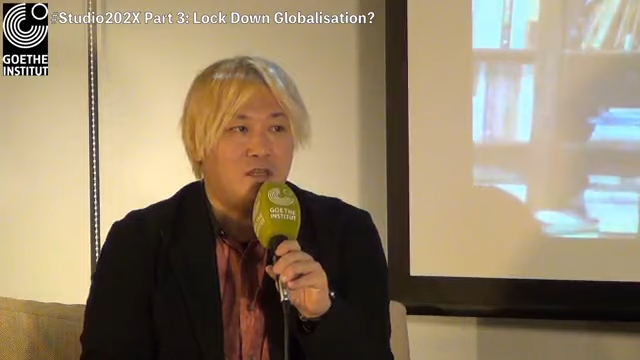 #Studio202X Part 3: Lock Down Globalisation?
GOETHE
INSTITUT
GOETHE
INSTITUT